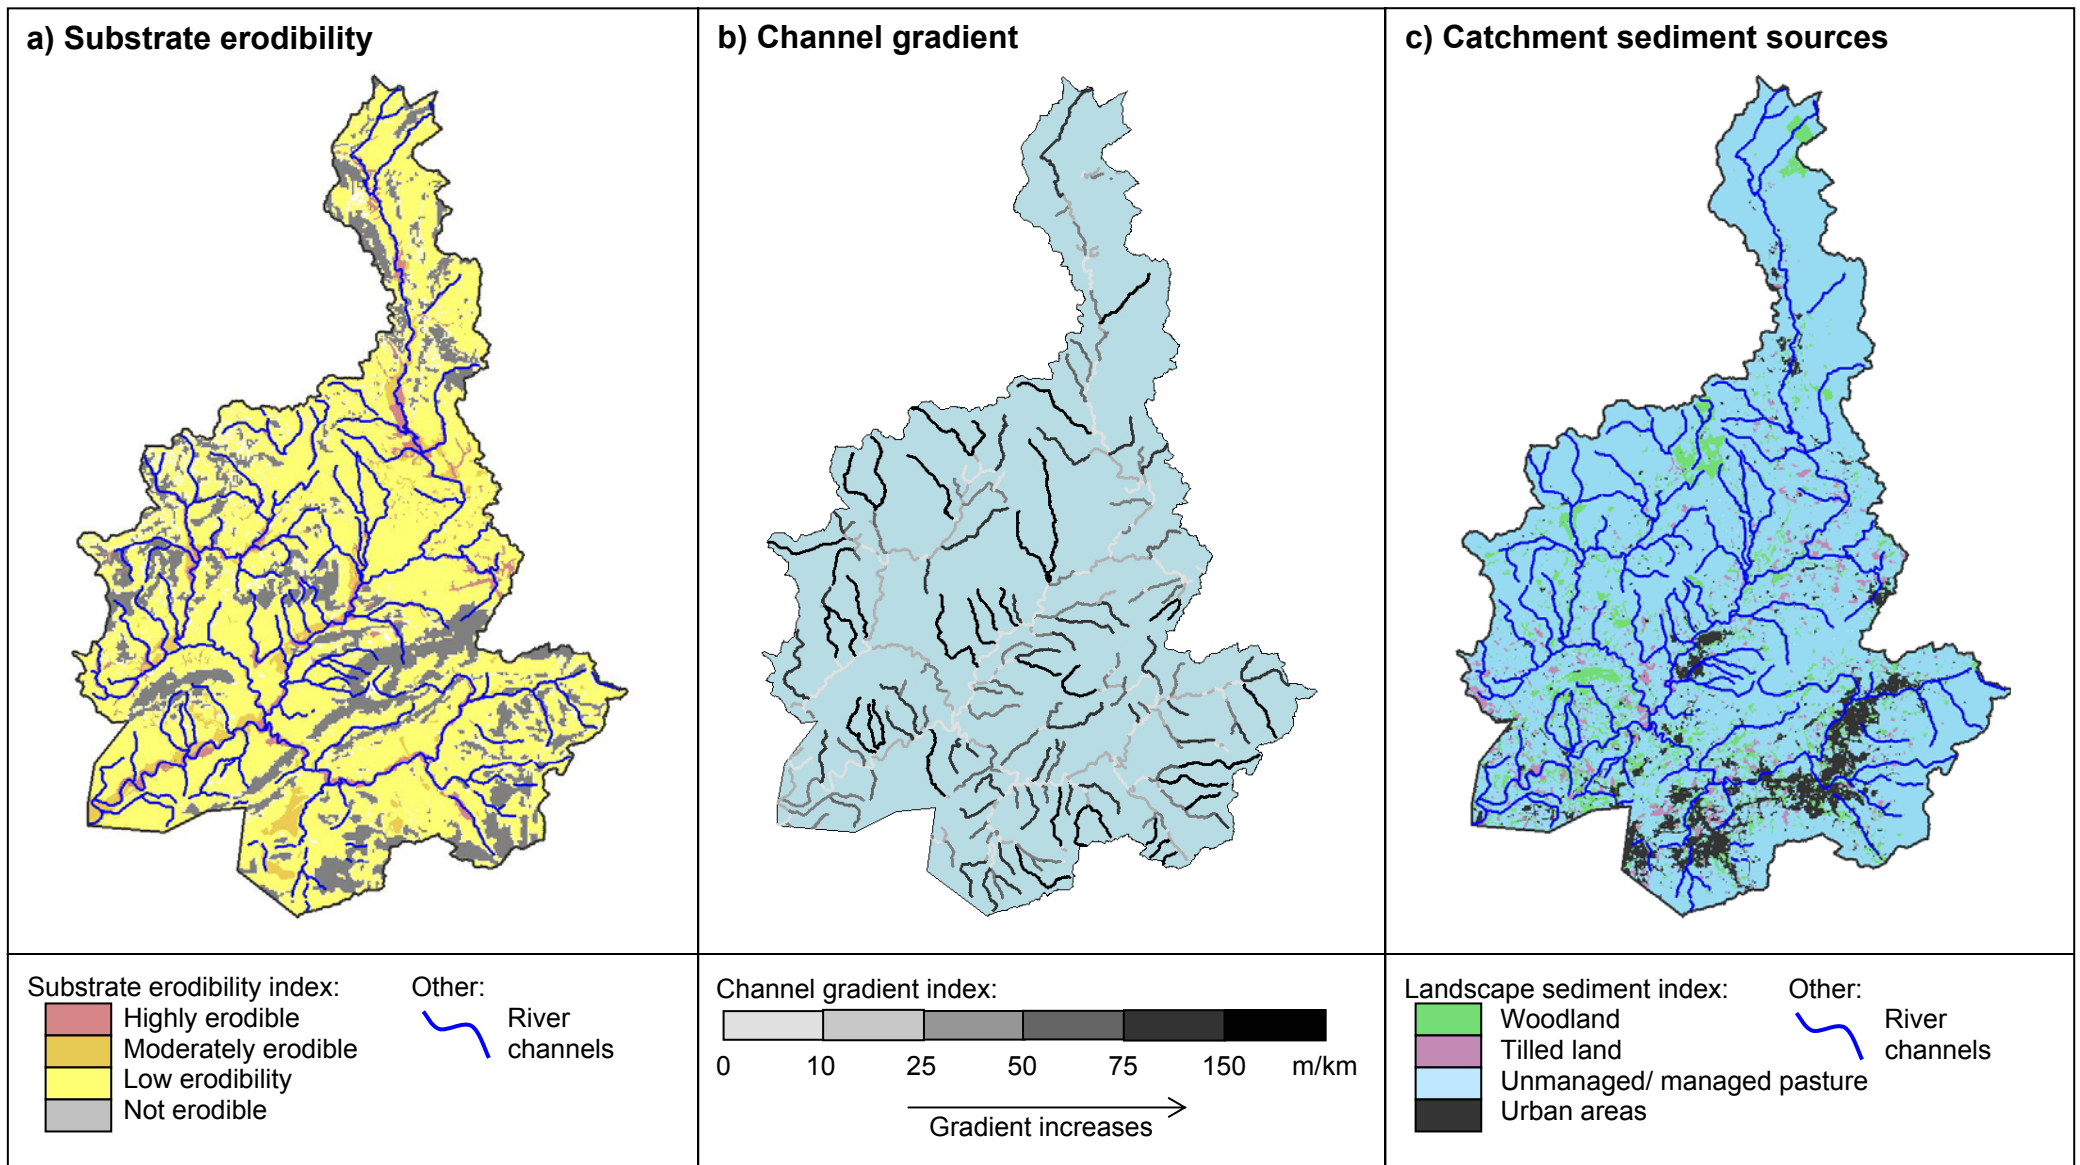 a) Substrate erodibility
b) Channel gradient
c) Catchment sediment sources
Substrate erodibility index:
Highly erodible
Moderately erodible
Low erodibility
Not erodible
Other:
River
channels
Channel gradient index:
0 10 25 50 75 150 m/km
Gradient increases
Landscape sediment index:
Woodland
Tilled land
Unmanaged/ managed pasture
Urban areas
Other:
River
channels